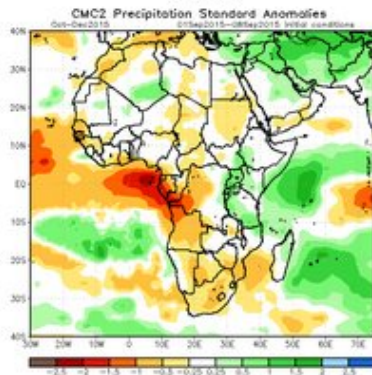 CMC2 Precipitation Standard Anomalies
Oct-Dec2015 01Sep2015-08Sep2015 Initial conditions
40N
30N
20N
10N
EQ
10S
20S
30S
40S
30W 20W 10W 0 10E 20E 30E 40E 50E 60E 70E
-2.5 -2 -1.5 -1 -0.5 -0.25 0.25 0.5 1 1.5 2 2.5